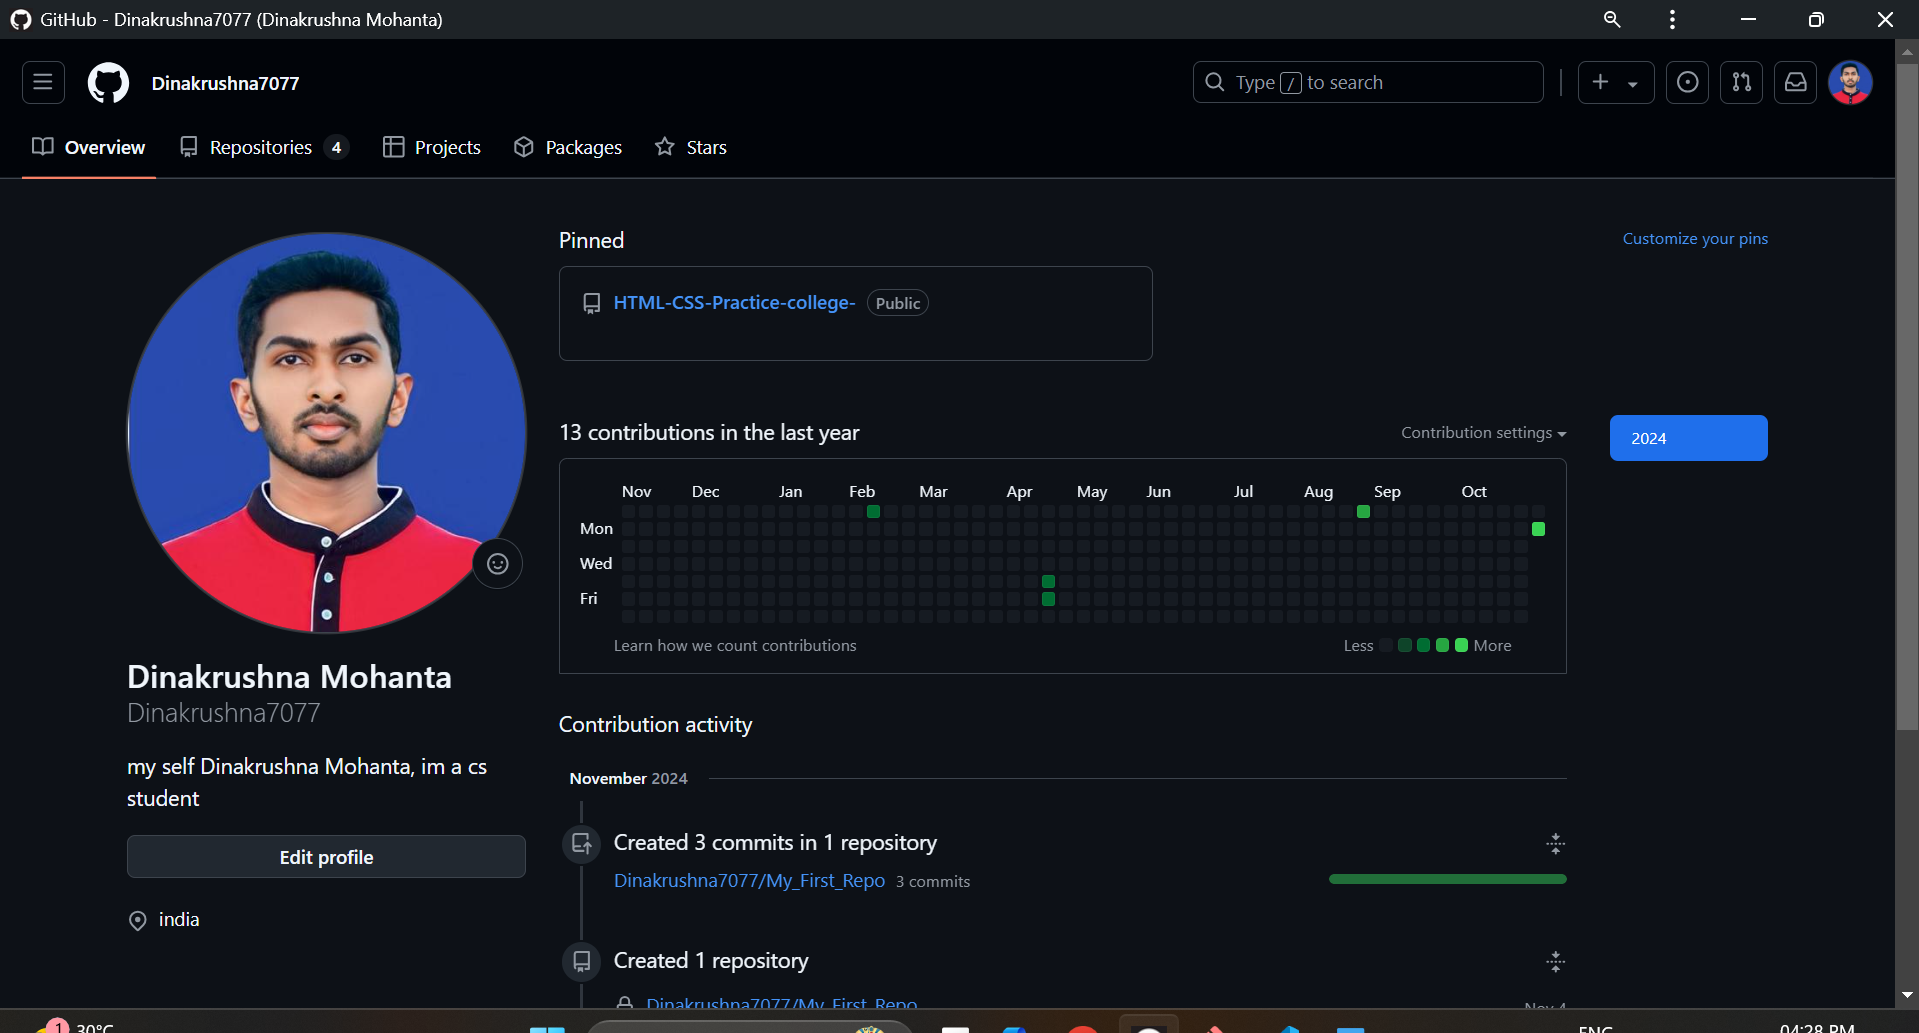 GitHub - Dinakrushna7077 (Dinakrushna Mohanta)
Dinakrushna7077
Type / to search
Overview
Repositories 4
Projects
Packages
Stars
Pinned
Customize your pins
HTML-CSS-Practice-college- Public
13 contributions in the last year
Contribution settings
2024
Nov Dec Jan Feb Mar Apr May Jun Jul Aug Sep Oct
Mon
Wed
Fri
Learn how we count contributions
Less More
Dinakrushna Mohanta
Dinakrushna7077
my self Dinakrushna Mohanta, im a cs
student
Edit profile
india
Contribution activity
November 2024
Created 3 commits in 1 repository
Dinakrushna7077/My_First_Repo 3 commits
Created 1 repository
Dinakrushna7077/My_First_Repo
Nov 4
1
30°C
ENG
04:28 PM